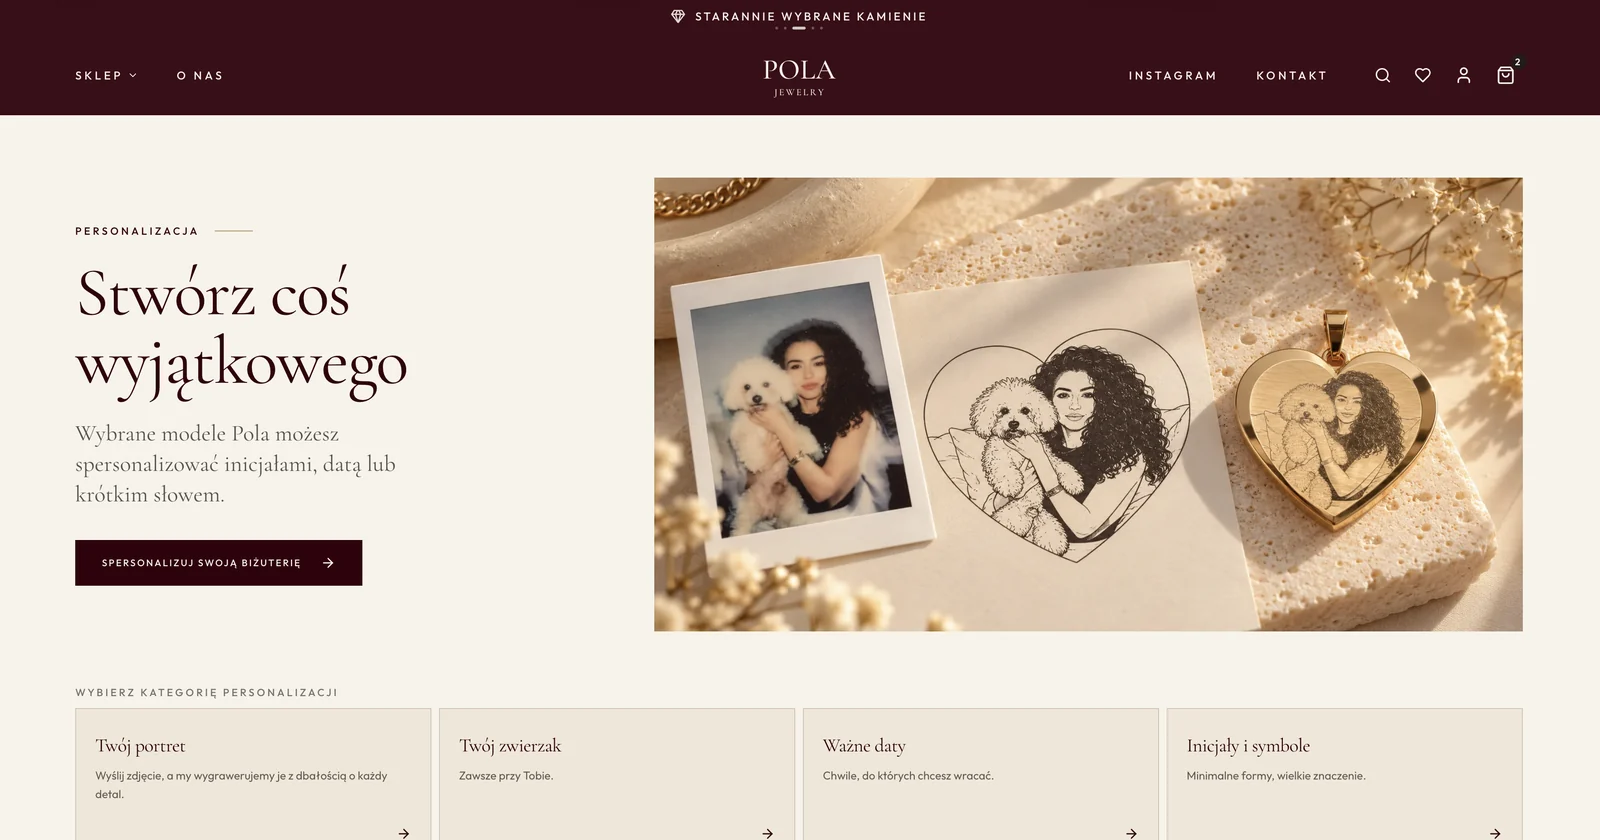 STARANNIE WYBRANE KAMIENIE
SKLEP
O NAS
POLA
JEWELRY
INSTAGRAM
KONTAKT
2
PERSONALIZACJA
Stwórz coś
wyjątkowego
Wybrane modele Pola możesz
spersonalizować inicjałami, datą lub
krótkim słowem.
SPERSONALIZUJ SWOJĄ BIŻUTERIĘ
WYBIERZ KATEGORIĘ PERSONALIZACJI
Twój portret
Wyślij zdjęcie, a my wygrawerujemy je z dbałością o każdy
detal.
Twój zwierzak
Zawsze przy Tobie.
Ważne daty
Chwile, do których chcesz wracać.
Inicjały i symbole
Minimalne formy, wielkie znaczenie.